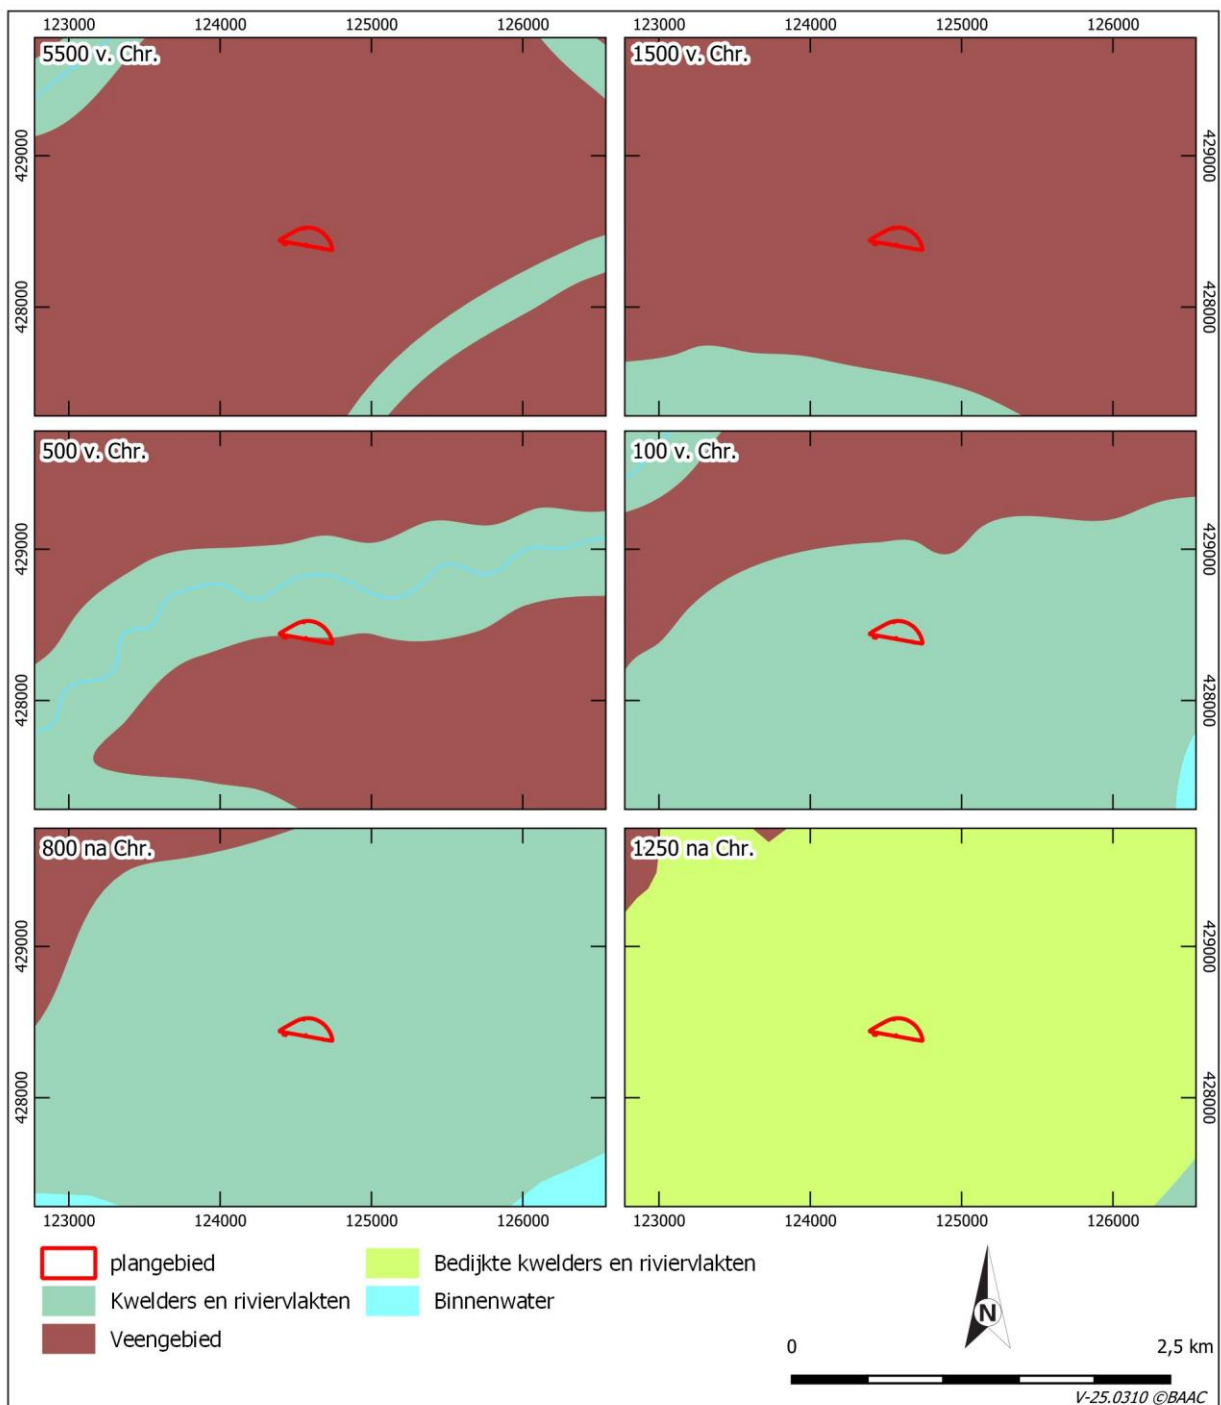 123000 124000 125000 126000 123000 124000 125000 126000
5500 v. Chr. 1500 v. Chr.
429000 429000
428000 428000
500 v. Chr. 100 v. Chr.
429000 429000
428000 428000
800 na Chr. 1250 na Chr.
429000 429000
428000 428000
123000 124000 125000 126000 123000 124000 125000 126000
plangebied
Kwelders en riviervlakten
Veengebied
Bedijkte kwelders en riviervlakten
Binnenwater
N
0 2,5 km
V-25.0310 ©BAAC